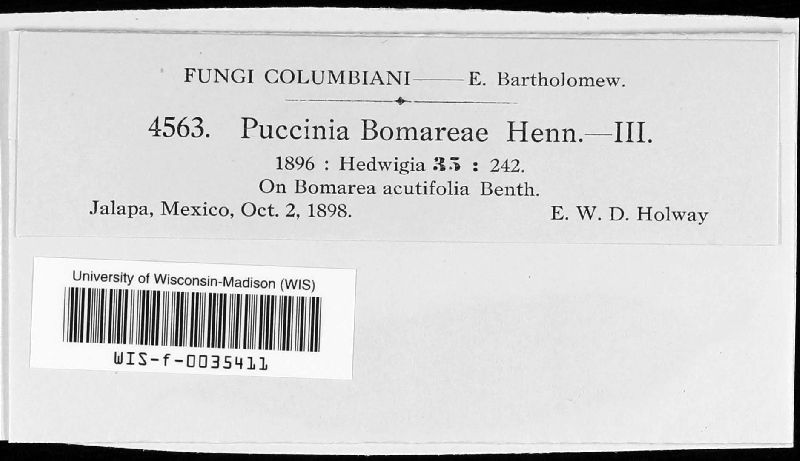 FUNGI COLUMBIANI—E. Bartholomew.
4563. Puccinia Bomareae Henn.—III.
1896 : Hedwigia 35 : 242.
On Bomarea acutifolia Benth.
Jalapa, Mexico, Oct. 2, 1898. E. W. D. Holway
University of Wisconsin-Madison (WIS)
WIS-f-0035411